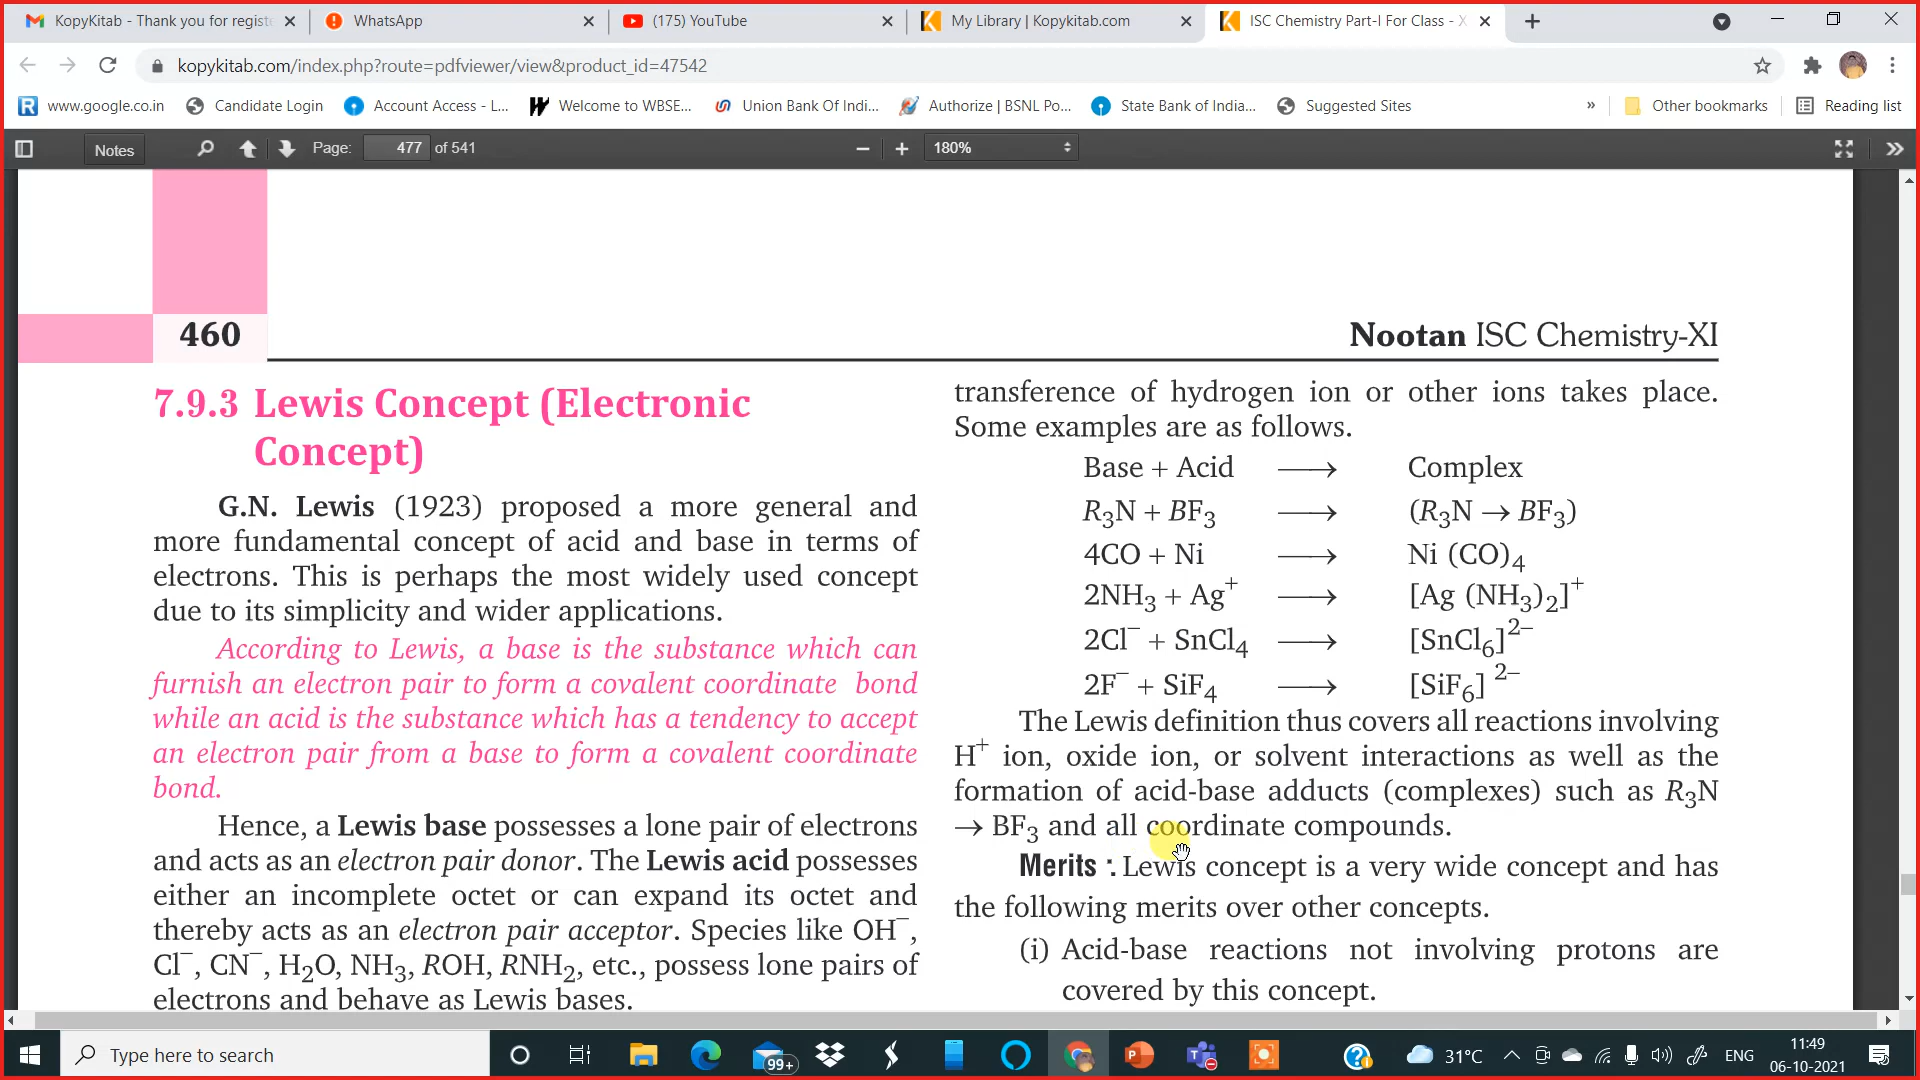 KopyKitab - Thank you for registe
WhatsApp
(175) YouTube
My Library | Kopykitab.com
ISC Chemistry Part-I For Class - X
kopykitab.com/index.php?route=pdfviewer/view&product_id=47542
www.google.co.in
Candidate Login
Account Access - L...
Welcome to WBSE...
Union Bank Of Indi...
Authorize | BSNL Po...
State Bank of India...
Suggested Sites
»
Other bookmarks
Reading list
Notes
Page:
477
of 541
180%
460
Nootan ISC Chemistry-XI
7.9.3 Lewis Concept (Electronic
Concept)
G.N. Lewis (1923) proposed a more general and
more fundamental concept of acid and base in terms of
electrons. This is perhaps the most widely used concept
due to its simplicity and wider applications.
According to Lewis, a base is the substance which can
furnish an electron pair to form a covalent coordinate bond
while an acid is the substance which has a tendency to accept
an electron pair from a base to form a covalent coordinate
bond.
Hence, a Lewis base possesses a lone pair of electrons
and acts as an electron pair donor. The Lewis acid possesses
either an incomplete octet or can expand its octet and
thereby acts as an electron pair acceptor. Species like OH⁻,
Cl⁻, CN⁻, H₂O, NH₃, ROH, RNH₂, etc., possess lone pairs of
electrons and behave as Lewis bases.
transference of hydrogen ion or other ions takes place.
Some examples are as follows.
Base + Acid ⟶ Complex
R₃N + BF₃ ⟶ (R₃N → BF₃)
4CO + Ni ⟶ Ni (CO)₄
2NH₃ + Ag⁺ ⟶ [Ag (NH₃)₂]⁺
2Cl⁻ + SnCl₄ ⟶ [SnCl₆]²⁻
2F⁻ + SiF₄ ⟶ [SiF₆] ²⁻
The Lewis definition thus covers all reactions involving
H⁺ ion, oxide ion, or solvent interactions as well as the
formation of acid-base adducts (complexes) such as R₃N
→ BF₃ and all coordinate compounds.
Merits : Lewis concept is a very wide concept and has
the following merits over other concepts.
(i) Acid-base reactions not involving protons are
covered by this concept.
Type here to search
99+
31°C
ENG
11:49
06-10-2021